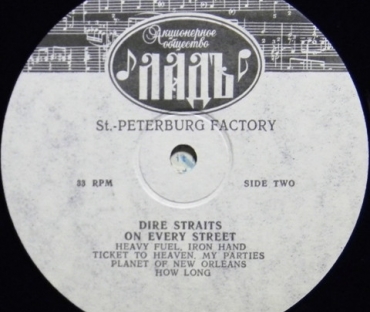 Акционерное
общество
ЛАДЪ
St.-PETERBURG FACTORY
33 RPM
SIDE TWO
DIRE STRAITS
ON EVERY STREET
HEAVY FUEL, IRON HAND
TICKET TO HEAVEN, MY PARTIES
PLANET OF NEW ORLEANS
HOW LONG